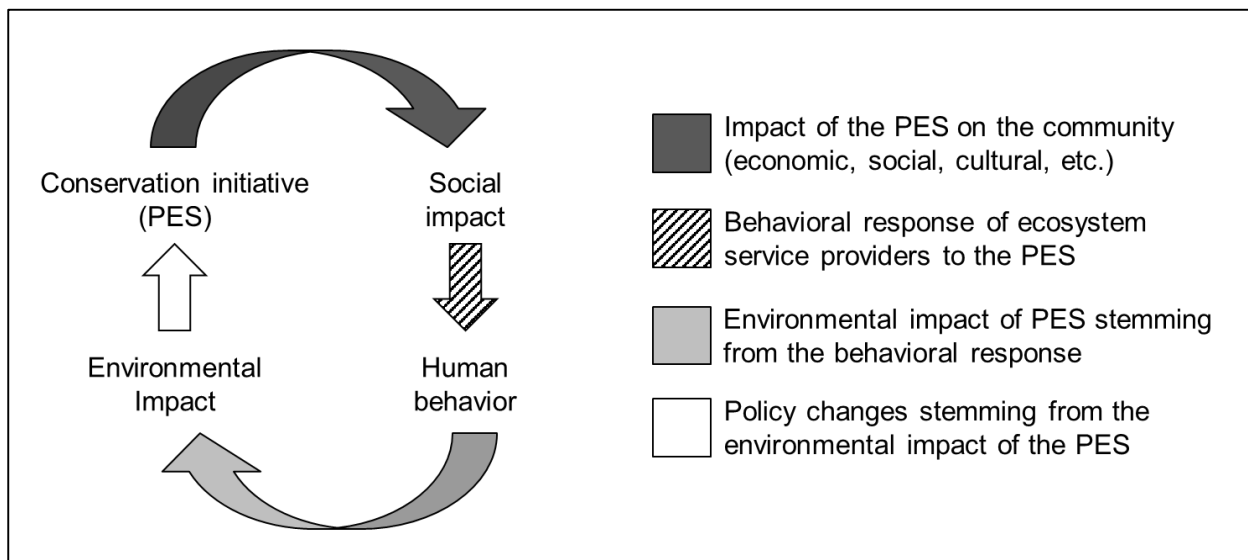 Conservation initiative
(PES)
Social
impact
Environmental
Impact
Human
behavior
Impact of the PES on the community
(economic, social, cultural, etc.)
Behavioral response of ecosystem
service providers to the PES
Environmental impact of PES stemming
from the behavioral response
Policy changes stemming from the
environmental impact of the PES